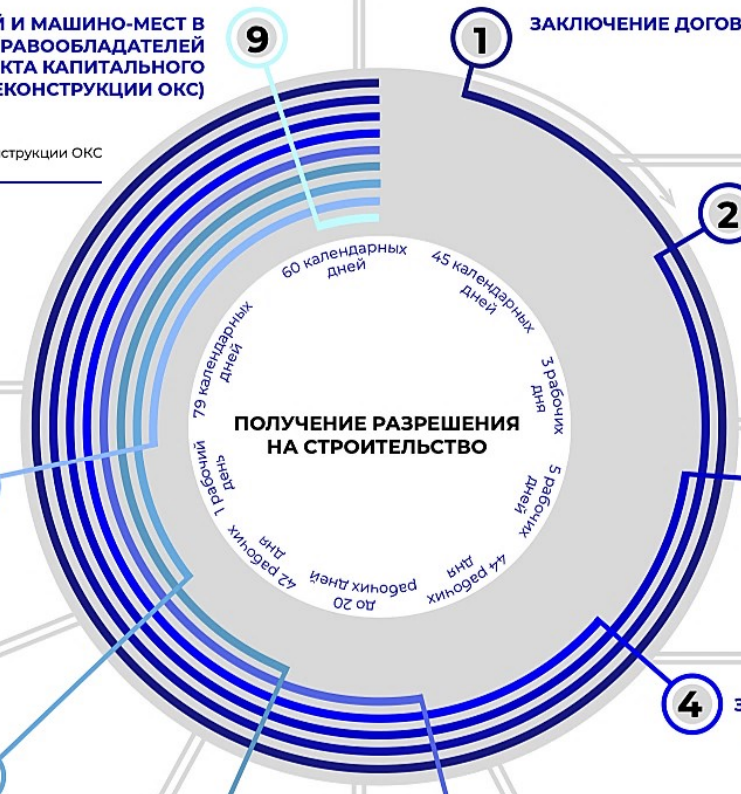 Й И МАШИНО-МЕСТ В
РАВООБЛАДАТЕЛЕЙ
КТА КАПИТАЛЬНОГО
ЕКОНСТРУКЦИИ ОКС)
струкции ОКС
9
1
ЗАКЛЮЧЕНИЕ ДОГОВ
2
4
З
ПОЛУЧЕНИЕ РАЗРЕШЕНИЯ
НА СТРОИТЕЛЬСТВО
45 календарных
дней
3 рабочих
дня
5 рабочих
дней
44 рабочих
дня
до 20
рабочих дней
42 рабочих
дня
1 рабочий
день
79 календарных
дней
60 календарных
дней